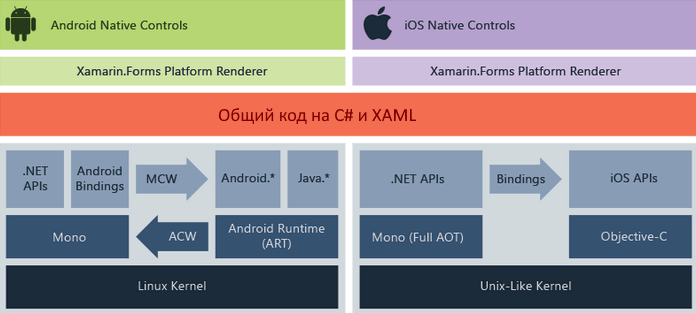 Android Native Controls
iOS Native Controls
Xamarin.Forms Platform Renderer
Xamarin.Forms Platform Renderer
Общий код на C# и XAML
.NET
APIs
Android
Bindings
MCW
Android.*
Java.*
.NET APIs
Bindings
iOS APIs
Mono
ACW
Android Runtime
(ART)
Mono (Full AOT)
Objective-C
Linux Kernel
Unix-Like Kernel